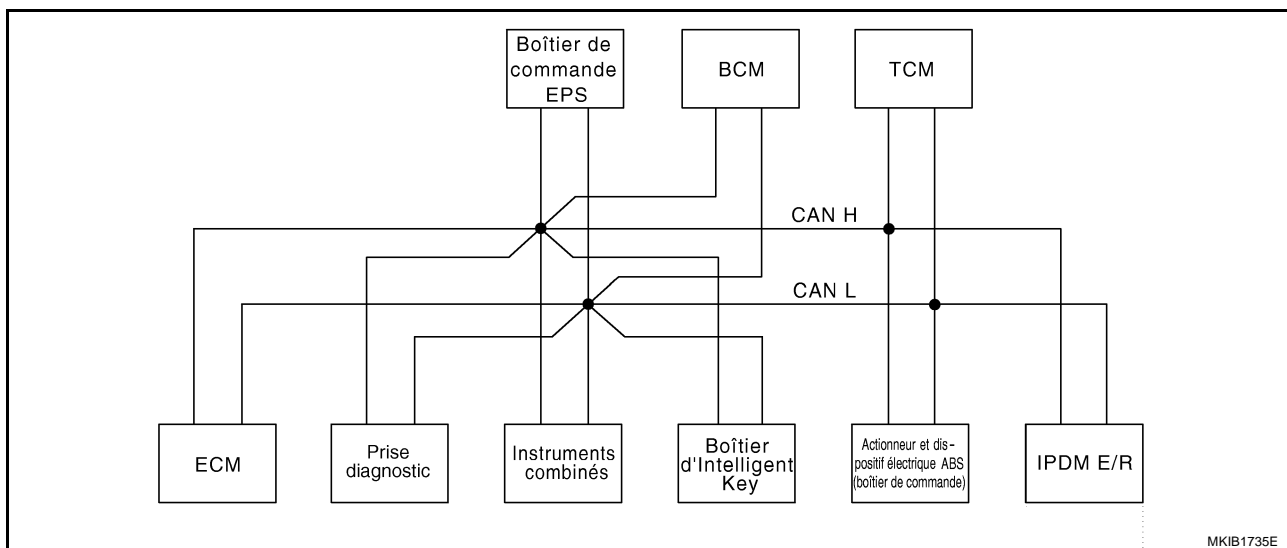 Boîtier de
commande
EPS
BCM
TCM
CAN H
CAN L
ECM
Prise
diagnostic
Instruments
combinés
Boîtier
d'Intelligent
Key
Actionneur et dis-
positif électrique ABS
(boîtier de commande)
IPDM E/R
MKIB1735E